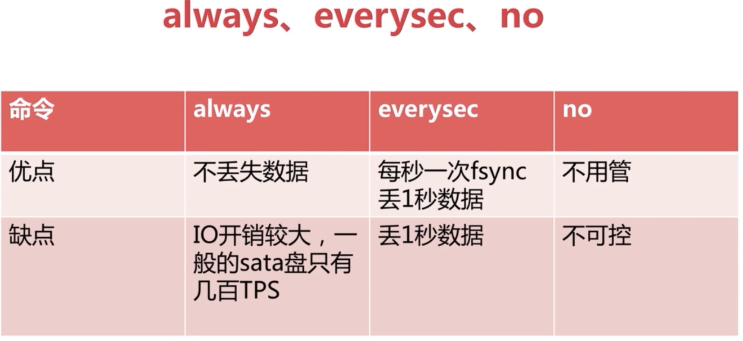 always、everysec、no
命令 always everysec no
优点 不丢失数据 每秒一次fsync 不用管
丢1秒数据
缺点 IO开销较大，一 丢1秒数据 不可控
般的sata盘只有
几百TPS